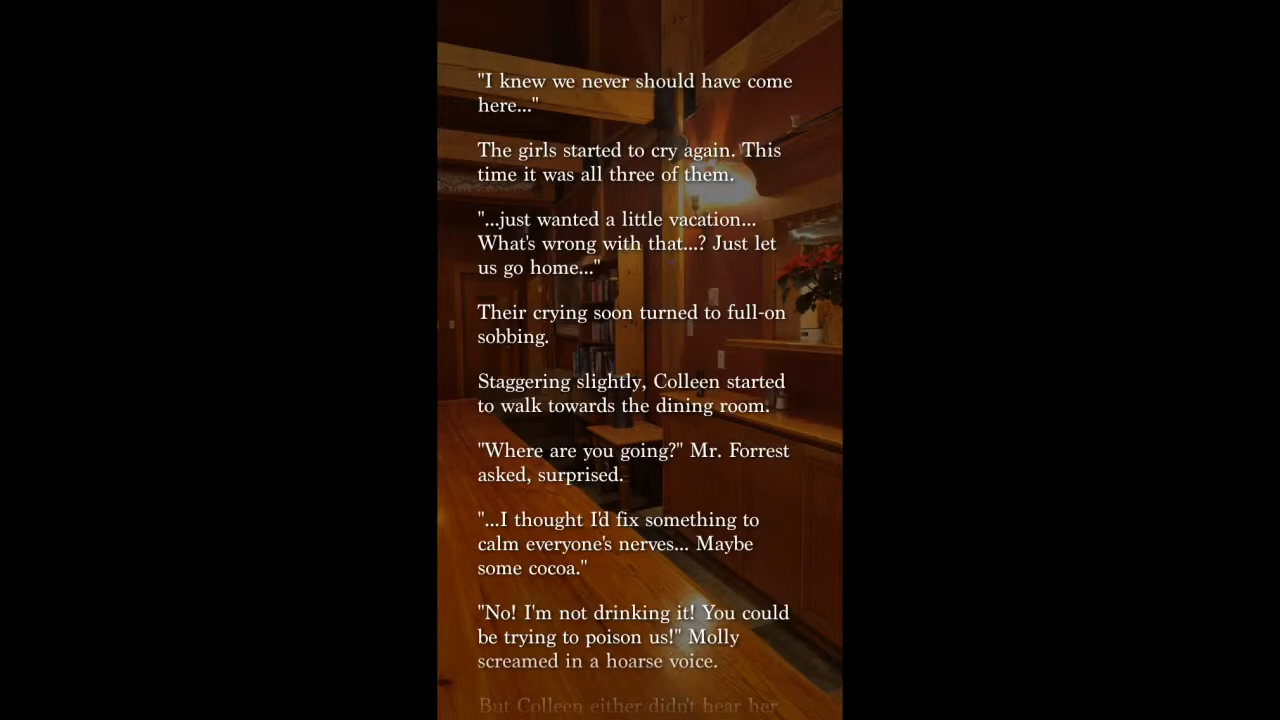 "I knew we never should have come
here..."
The girls started to cry again. This
time it was all three of them.
"...just wanted a little vacation...
What's wrong with that...? Just let
us go home..."
Their crying soon turned to full-on
sobbing.
Staggering slightly, Colleen started
to walk towards the dining room.
"Where are you going?" Mr. Forrest
asked, surprised.
"...I thought I'd fix something to
calm everyone's nerves... Maybe
some cocoa."
"No! I'm not drinking it! You could
be trying to poison us!" Molly
screamed in a hoarse voice.
But Colleen either didn't hear her